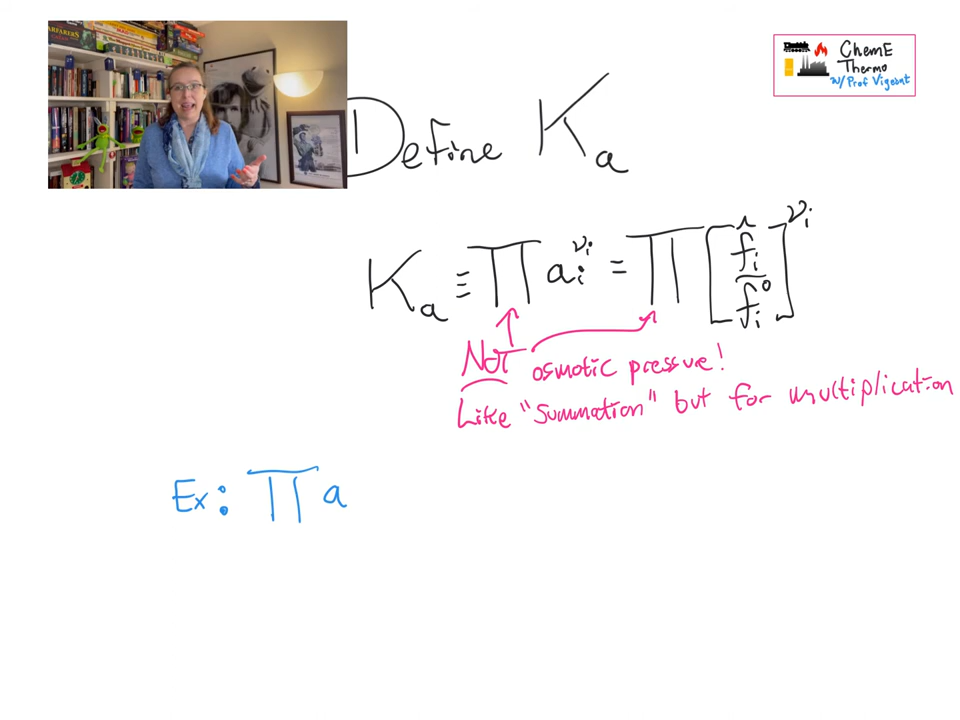 ChemE
Thermo
w/ Prof Vigeant
Define Ka
Ka ≡ ∏ ai^νi = ∏ [f̂i / fi°]^νi
Not osmotic pressure!
Like "Summation" but for multiplication
Ex: ∏ a